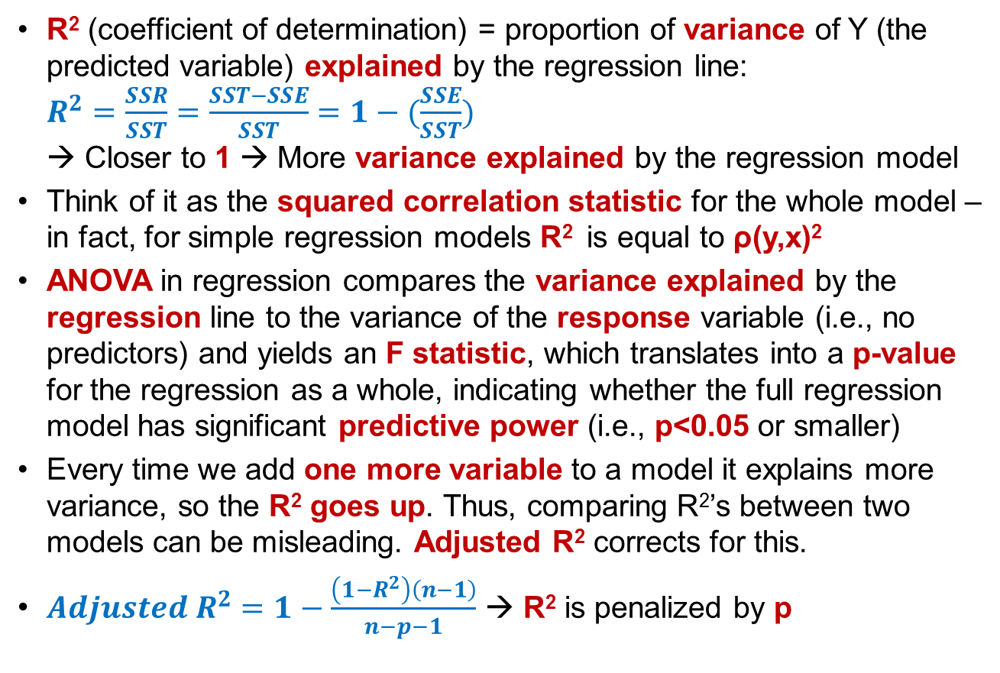 • R² (coefficient of determination) = proportion of variance of Y (the
predicted variable) explained by the regression line:
R² = SSR/SST = (SST−SSE)/SST = 1 − (SSE/SST)
→ Closer to 1 → More variance explained by the regression model
• Think of it as the squared correlation statistic for the whole model –
in fact, for simple regression models R² is equal to ρ(y,x)²
• ANOVA in regression compares the variance explained by the
regression line to the variance of the response variable (i.e., no
predictors) and yields an F statistic, which translates into a p-value
for the regression as a whole, indicating whether the full regression
model has significant predictive power (i.e., p<0.05 or smaller)
• Every time we add one more variable to a model it explains more
variance, so the R² goes up. Thus, comparing R²’s between two
models can be misleading. Adjusted R² corrects for this.
• Adjusted R² = 1 − (1−R²)(n−1)/(n−p−1) → R² is penalized by p